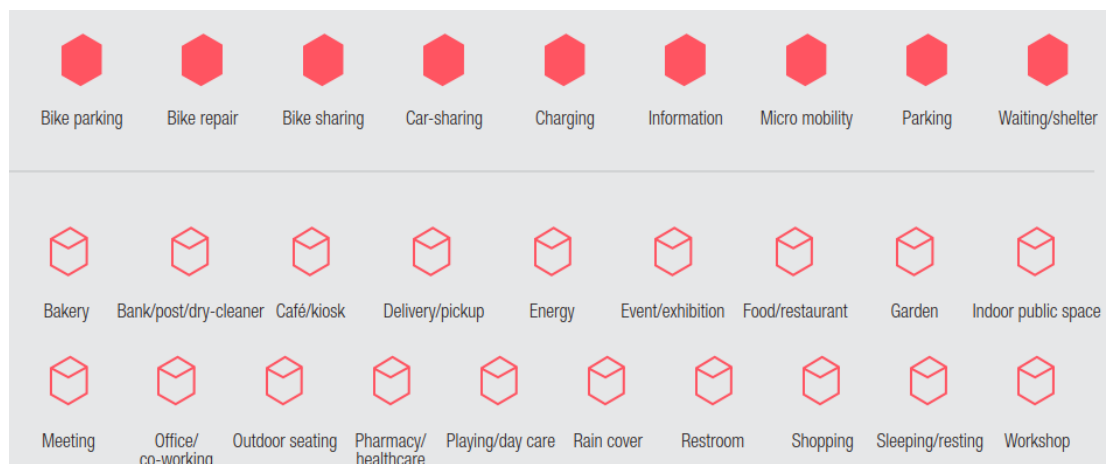 Bike parking Bike repair Bike sharing Car-sharing Charging Information Micro mobility Parking Waiting/shelter
Bakery Bank/post/dry-cleaner Café/kiosk Delivery/pickup Energy Event/exhibition Food/restaurant Garden Indoor public space
Meeting Office/ Outdoor seating Pharmacy/ Playing/day care Rain cover Restroom Shopping Sleeping/resting Workshop
co-working healthcare